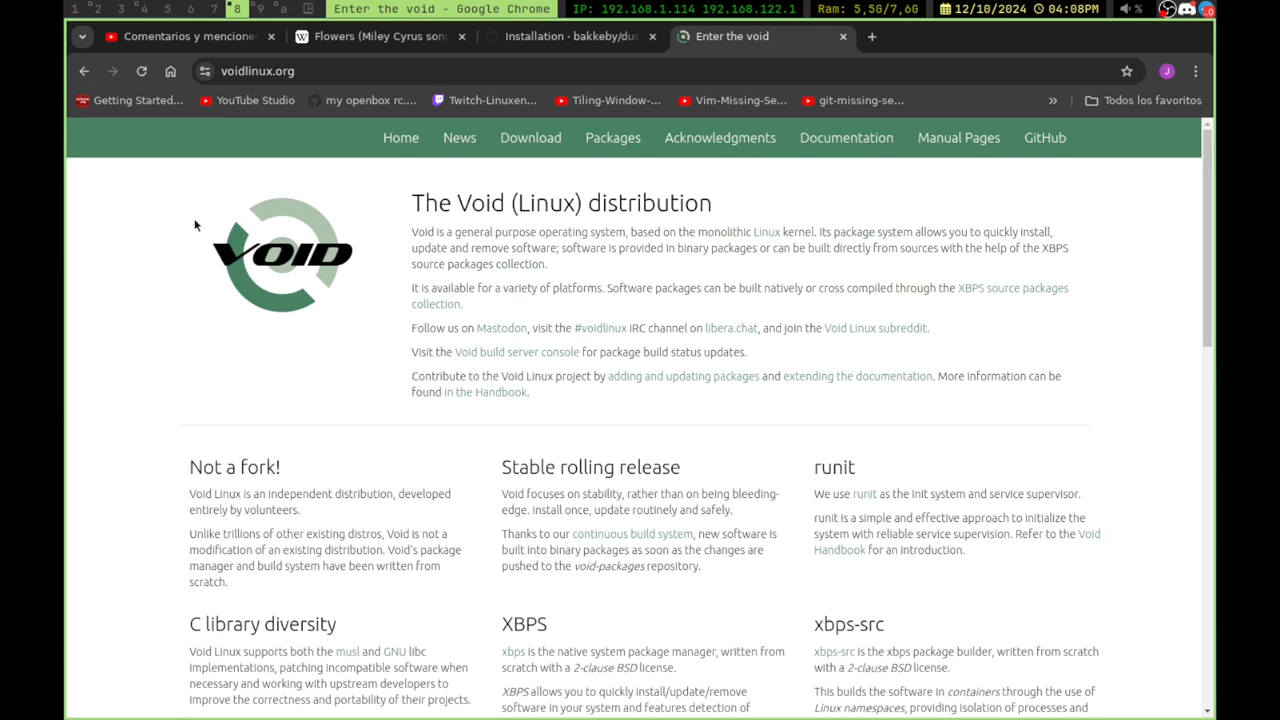 1 2 3 4 5 6 7 8 9 a Enter the void - Google Chrome IP: 192.168.1.114 192.168.122.1 Ram: 5,5G/7,6G 12/10/2024 04:08PM %
Comentarios y mencione Flowers (Miley Cyrus son Installation · bakkeby/dus Enter the void
voidlinux.org J
Getting Started... YouTube Studio my openbox rc.... Twitch-Linuxen... Tiling-Window-... Vim-Missing-Se... git-missing-se... » Todos los favoritos
Home News Download Packages Acknowledgments Documentation Manual Pages GitHub
VOID
The Void (Linux) distribution
Void is a general purpose operating system, based on the monolithic Linux kernel. Its package system allows you to quickly install,
update and remove software; software is provided in binary packages or can be built directly from sources with the help of the XBPS
source packages collection.
It is available for a variety of platforms. Software packages can be built natively or cross compiled through the XBPS source packages
collection.
Follow us on Mastodon, visit the #voidlinux IRC channel on libera.chat, and join the Void Linux subreddit.
Visit the Void build server console for package build status updates.
Contribute to the Void Linux project by adding and updating packages and extending the documentation. More information can be
found in the Handbook.
Not a fork!
Void Linux is an independent distribution, developed
entirely by volunteers.
Unlike trillions of other existing distros, Void is not a
modification of an existing distribution. Void's package
manager and build system have been written from
scratch.
Stable rolling release
Void focuses on stability, rather than on being bleeding-
edge. Install once, update routinely and safely.
Thanks to our continuous build system, new software is
built into binary packages as soon as the changes are
pushed to the void-packages repository.
runit
We use runit as the init system and service supervisor.
runit is a simple and effective approach to initialize the
system with reliable service supervision. Refer to the Void
Handbook for an introduction.
C library diversity
Void Linux supports both the musl and GNU libc
implementations, patching incompatible software when
necessary and working with upstream developers to
improve the correctness and portability of their projects.
XBPS
xbps is the native system package manager, written from
scratch with a 2-clause BSD license.
XBPS allows you to quickly install/update/remove
software in your system and features detection of
xbps-src
xbps-src is the xbps package builder, written from scratch
with a 2-clause BSD license.
This builds the software in containers through the use of
Linux namespaces, providing isolation of processes and